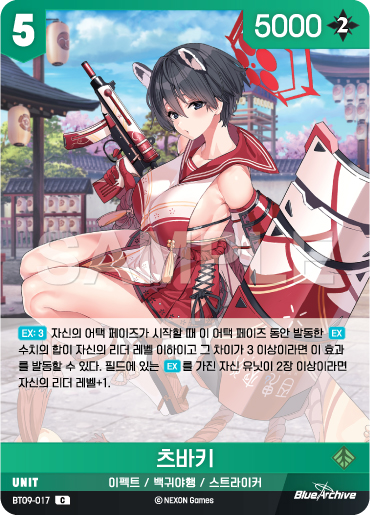 5
5000
2
SAMPLE
EX: 3 자신의 어택 페이즈가 시작할 때 이 어택 페이즈 동안 발동한 EX
수치의 합이 자신의 리더 레벨 이하이고 그 차이가 3 이상이라면 이 효과
를 발동할 수 있다. 필드에 있는 EX 를 가진 자신 유닛이 2장 이상이라면
자신의 리더 레벨+1.
츠바키
UNIT
이펙트 / 백귀야행 / 스트라이커
BT09-017 C
© NEXON Games
BlueArchive